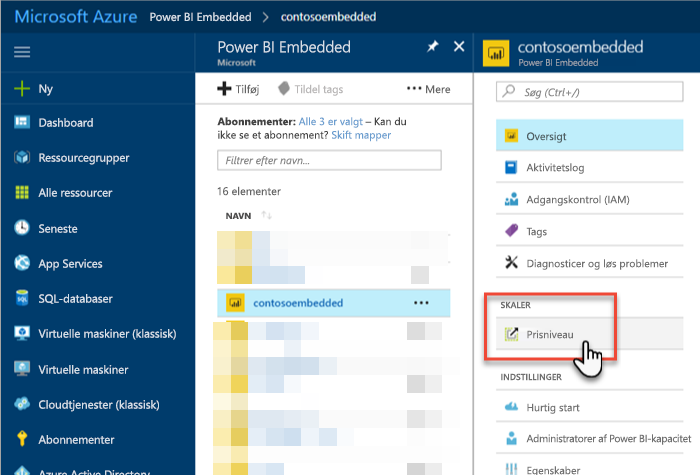 Microsoft Azure Power BI Embedded > contosoembedded
Ny
Dashboard
Ressourcegrupper
Alle ressourcer
Seneste
App Services
SQL-databaser
Virtuelle maskiner (klassisk)
Virtuelle maskiner
Cloudtjenester (klassisk)
Abonnementer
Azure Active Directory
Power BI Embedded
Microsoft
Tilføj Tildel tags ••• Mere
Abonnementer: Alle 3 er valgt – Kan du
ikke se et abonnement? Skift mapper
Filtrer efter navn...
16 elementer
NAVN
contosoembedded •••
contosoembedded
Power BI Embedded
Søg (Ctrl+/)
Oversigt
Aktivitetslog
Adgangskontrol (IAM)
Tags
Diagnosticer og løs problemer
SKALER
Prisniveau
INDSTILLINGER
Hurtig start
Administratorer af Power BI-kapacitet
Egenskaber